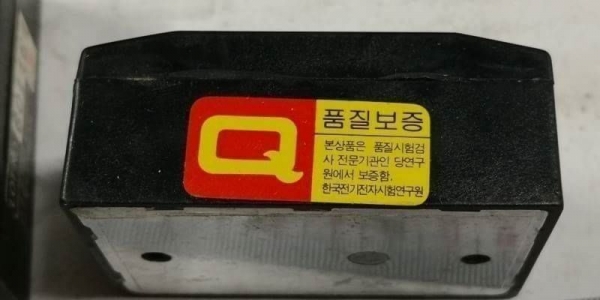 Q
품질보증
본상품은 품질시험검
사 전문기관인 당연구
원에서 보증함.
한국전기전자시험연구원